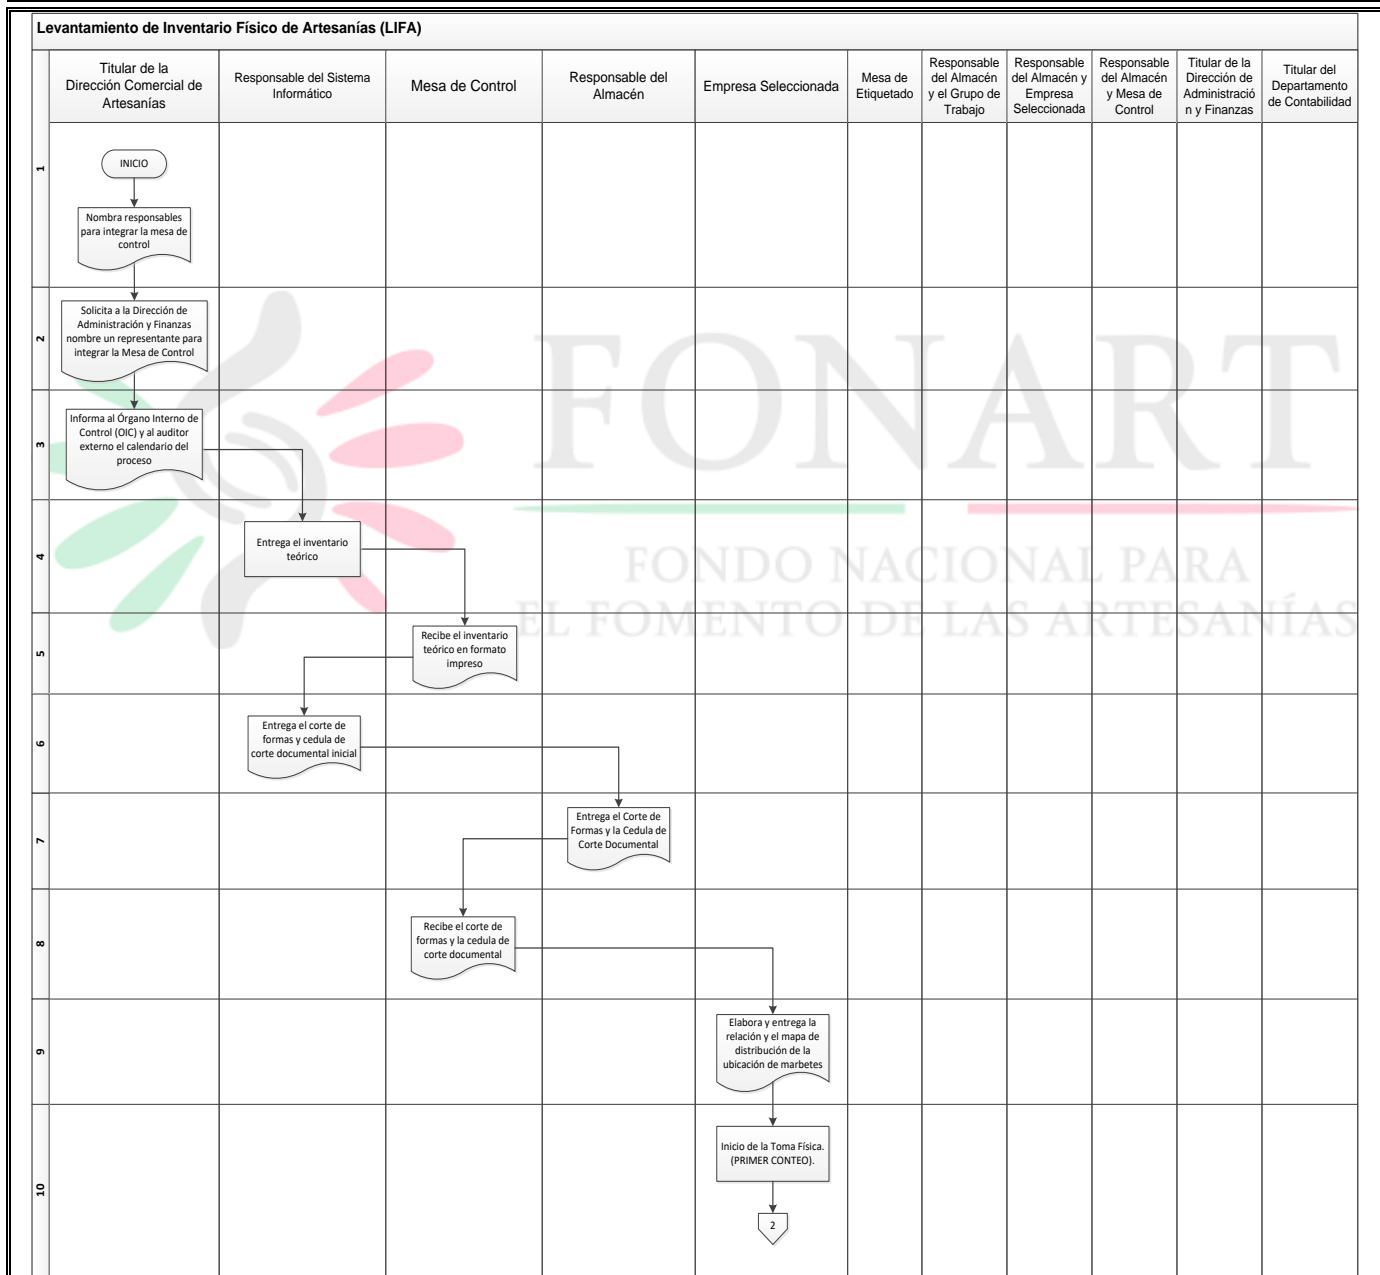 Levantamiento de Inventario Físico de Artesanías (LIFA)
Titular de la
Dirección Comercial de
Artesanías
Responsable del Sistema
Informático
Mesa de Control
Responsable del
Almacén
Empresa Seleccionada
Mesa de
Etiquetado
Responsable
del Almacén
y el Grupo de
Trabajo
Responsable
del Almacén y
Empresa
Seleccionada
Responsable
del Almacén
y Mesa de
Control
Titular de la
Dirección de
Administració
n y Finanzas
Titular del
Departamento
de Contabilidad
1
INICIO
Nombra responsables
para integrar la mesa de
control
2
Solicita a la Dirección de
Administración y Finanzas
nombre un representante para
integrar la Mesa de Control
3
Informa al Órgano Interno de
Control (OIC) y al auditor
externo el calendario del
proceso
4
Entrega el inventario
teórico
5
Recibe el inventario
teórico en formato
impreso
6
Entrega el corte de
formas y cedula de
corte documental inicial
7
Entrega el Corte de
Formas y la Cedula de
Corte Documental
8
Recibe el corte de
formas y la cedula de
corte documental
9
Elabora y entrega la
relación y el mapa de
distribución de la
ubicación de marbetes
10
Inicio de la Toma Física.
(PRIMER CONTEO).
2
FONART
FONDO NACIONAL PARA
EL FOMENTO DE LAS ARTESANÍAS